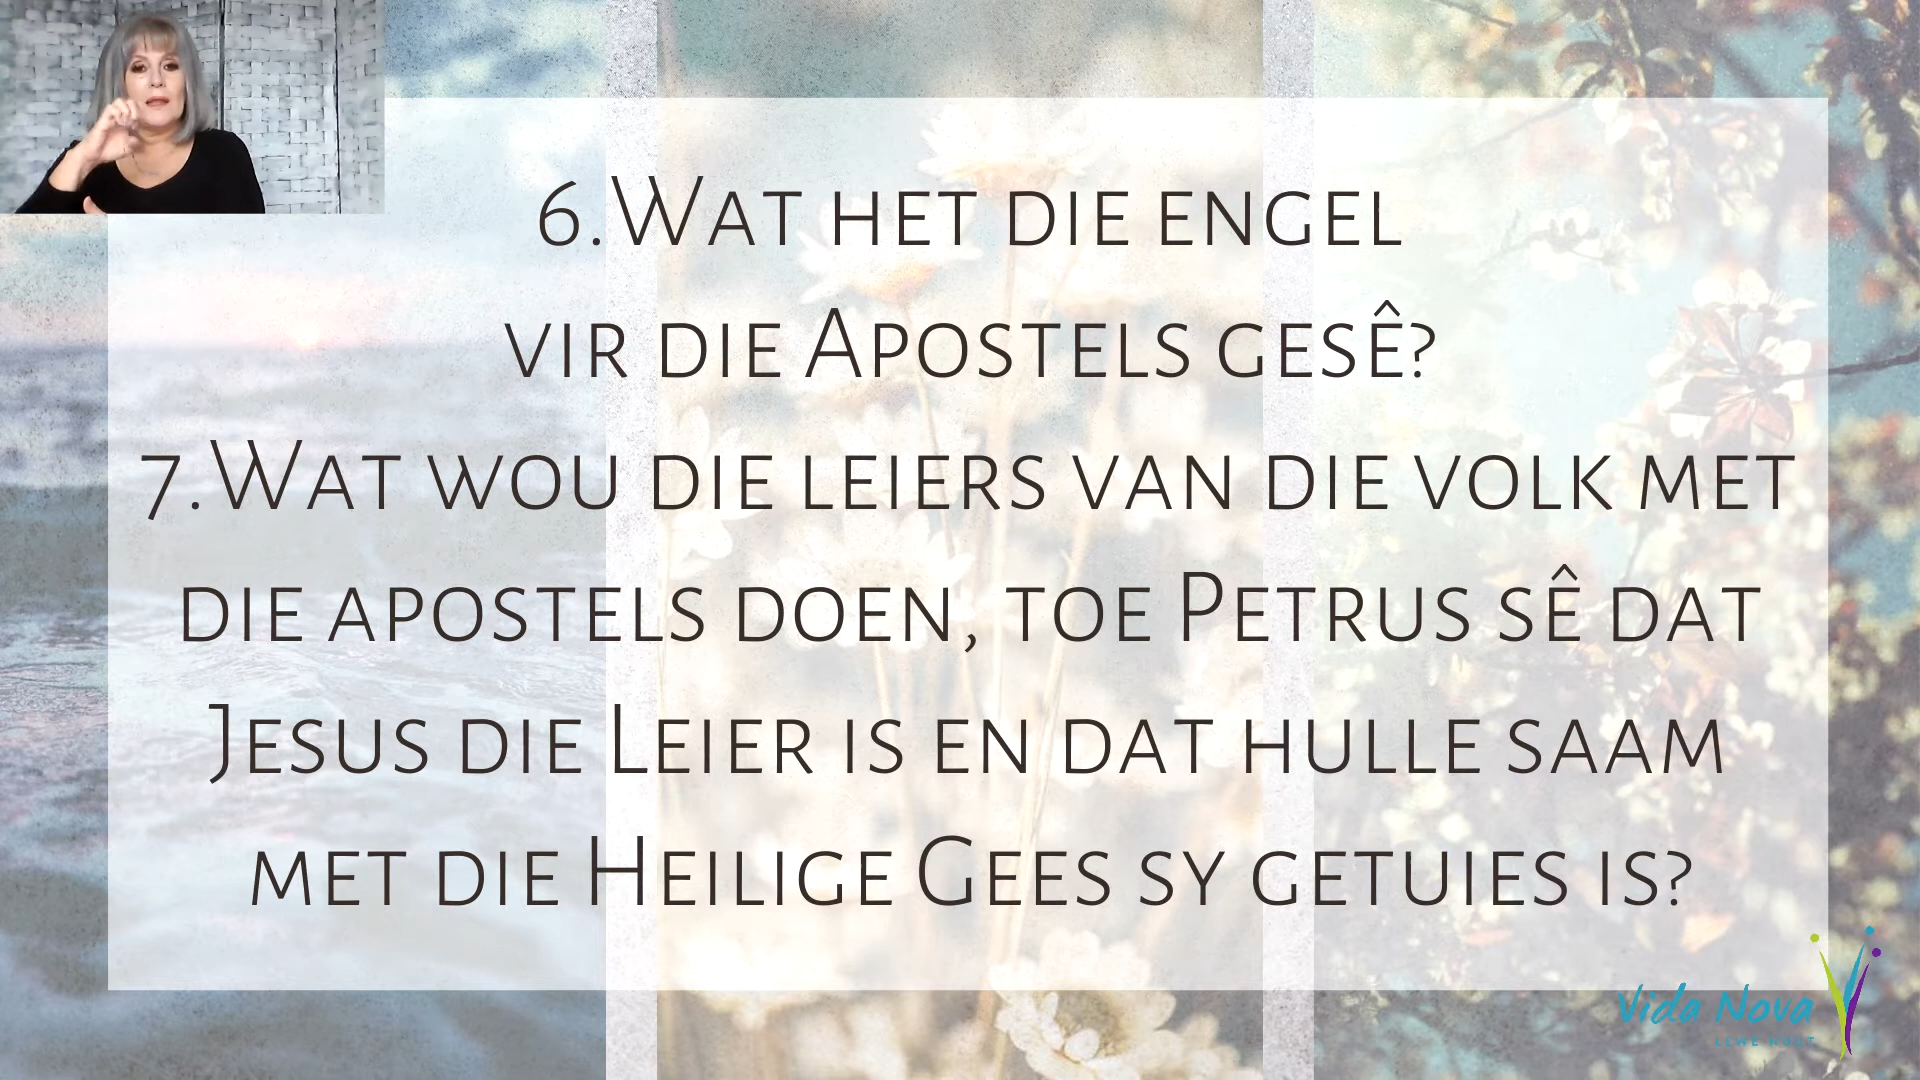 6.Wat het die engel
vir die Apostels gesê?
7.Wat wou die leiers van die volk met
die apostels doen, toe Petrus sê dat
Jesus die Leier is en dat hulle saam
met die Heilige Gees sy getuies is?
Vida Nova